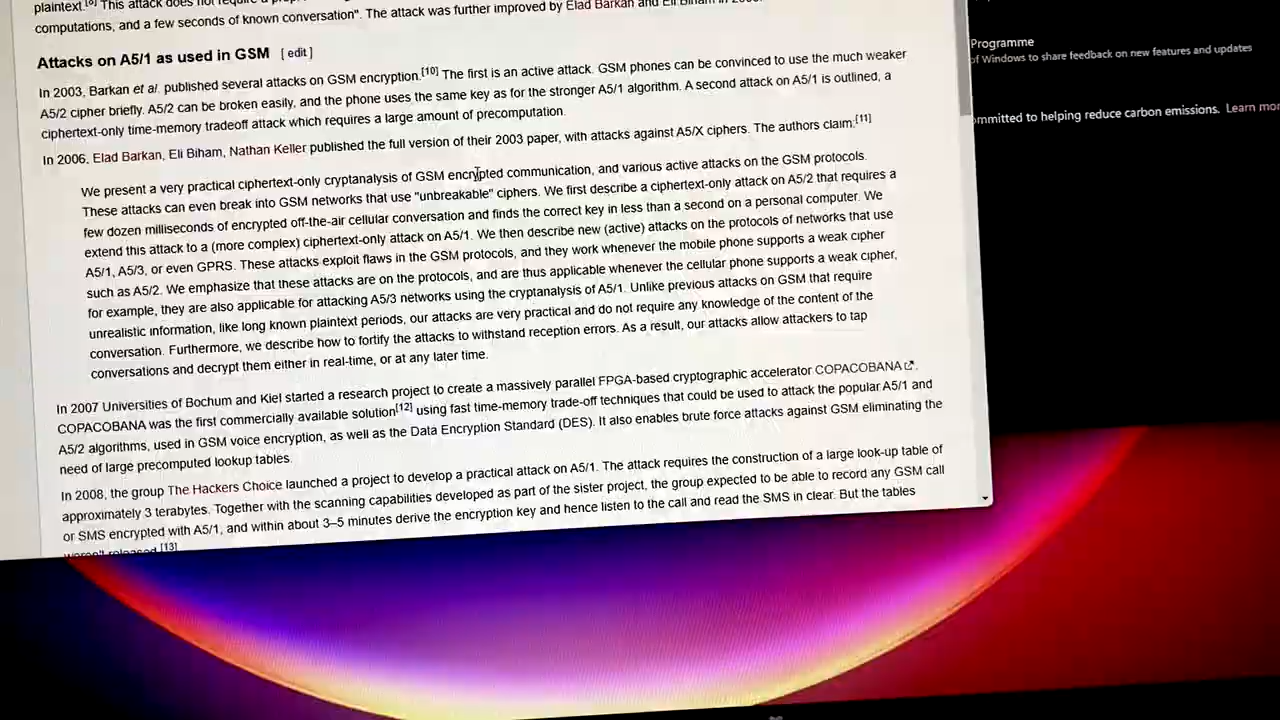 plaintext.[8] This attack does not require a
computations, and a few seconds of known conversation". The attack was further improved by Elad Barkan and Eli Biham in
Attacks on A5/1 as used in GSM [ edit ]
In 2003, Barkan et al. published several attacks on GSM encryption.[10] The first is an active attack. GSM phones can be convinced to use the much weaker
A5/2 cipher briefly. A5/2 can be broken easily, and the phone uses the same key as for the stronger A5/1 algorithm. A second attack on A5/1 is outlined, a
ciphertext-only time-memory tradeoff attack which requires a large amount of precomputation.
In 2006, Elad Barkan, Eli Biham, Nathan Keller published the full version of their 2003 paper, with attacks against A5/X ciphers. The authors claim:[11]
We present a very practical ciphertext-only cryptanalysis of GSM encrypted communication, and various active attacks on the GSM protocols.
These attacks can even break into GSM networks that use "unbreakable" ciphers. We first describe a ciphertext-only attack on A5/2 that requires a
few dozen milliseconds of encrypted off-the-air cellular conversation and finds the correct key in less than a second on a personal computer. We
extend this attack to a (more complex) ciphertext-only attack on A5/1. We then describe new (active) attacks on the protocols of networks that use
A5/1, A5/3, or even GPRS. These attacks exploit flaws in the GSM protocols, and they work whenever the mobile phone supports a weak cipher
such as A5/2. We emphasize that these attacks are on the protocols, and are thus applicable whenever the cellular phone supports a weak cipher,
for example, they are also applicable for attacking A5/3 networks using the cryptanalysis of A5/1. Unlike previous attacks on GSM that require
unrealistic information, like long known plaintext periods, our attacks are very practical and do not require any knowledge of the content of the
conversation. Furthermore, we describe how to fortify the attacks to withstand reception errors. As a result, our attacks allow attackers to tap
conversations and decrypt them either in real-time, or at any later time.
In 2007 Universities of Bochum and Kiel started a research project to create a massively parallel FPGA-based cryptographic accelerator COPACOBANA.
COPACOBANA was the first commercially available solution[12] using fast time-memory trade-off techniques that could be used to attack the popular A5/1 and
A5/2 algorithms, used in GSM voice encryption, as well as the Data Encryption Standard (DES). It also enables brute force attacks against GSM eliminating the
need of large precomputed lookup tables.
In 2008, the group The Hackers Choice launched a project to develop a practical attack on A5/1. The attack requires the construction of a large look-up table of
approximately 3 terabytes. Together with the scanning capabilities developed as part of the sister project, the group expected to be able to record any GSM call
or SMS encrypted with A5/1, and within about 3–5 minutes derive the encryption key and hence listen to the call and read the SMS in clear. But the tables
weren't released.[13]
Programme
of Windows to share feedback on new features and updates
ommitted to helping reduce carbon emissions. Learn mor